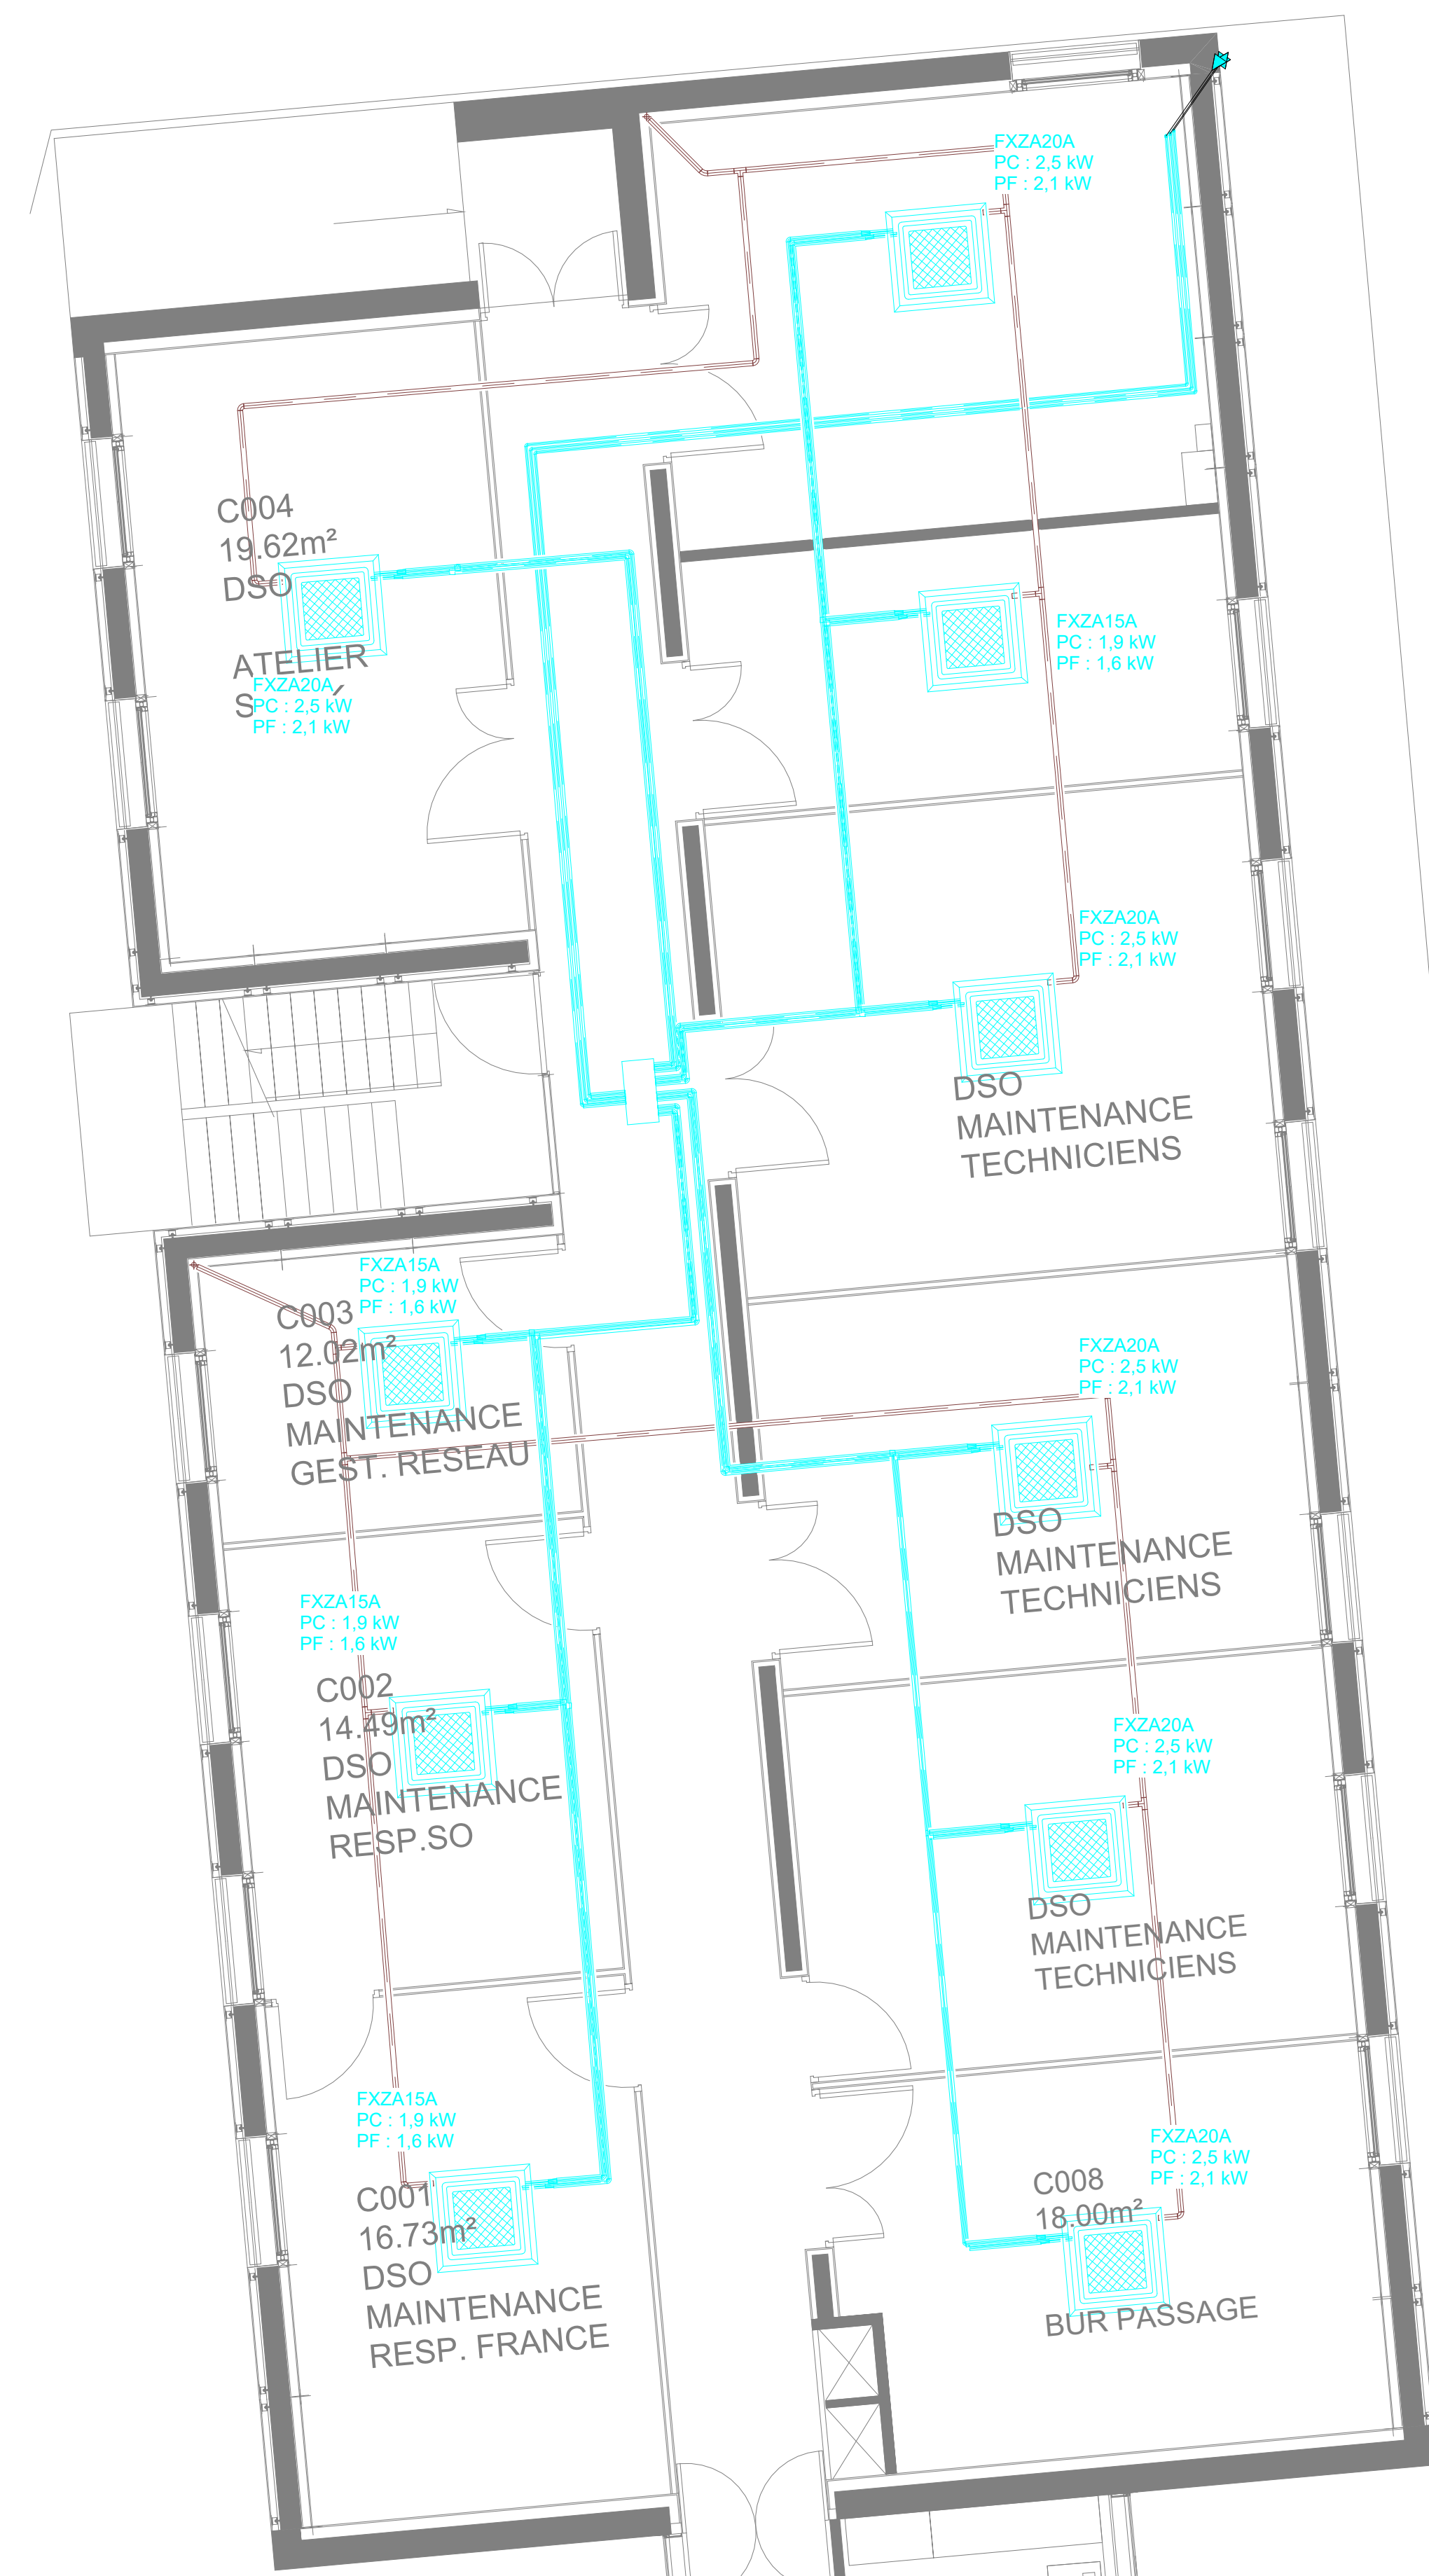 FXZA20A
PC : 2,5 kW
PF : 2,1 kW
C004
19.62m²
DSO
ATELIER
FXZA20A
PC : 2,5 kW
PF : 2,1 kW
FXZA15A
PC : 1,9 kW
PF : 1,6 kW
FXZA20A
PC : 2,5 kW
PF : 2,1 kW
DSO
MAINTENANCE
TECHNICIENS
FXZA15A
PC : 1,9 kW
PF : 1,6 kW
C003
12.02m²
DSO
MAINTENANCE
GEST. RESEAU
FXZA20A
PC : 2,5 kW
PF : 2,1 kW
DSO
MAINTENANCE
TECHNICIENS
FXZA15A
PC : 1,9 kW
PF : 1,6 kW
C002
14.49m²
DSO
MAINTENANCE
RESP.SO
FXZA20A
PC : 2,5 kW
PF : 2,1 kW
DSO
MAINTENANCE
TECHNICIENS
FXZA15A
PC : 1,9 kW
PF : 1,6 kW
C001
16.73m²
DSO
MAINTENANCE
RESP. FRANCE
FXZA20A
PC : 2,5 kW
PF : 2,1 kW
C008
18.00m²
BUR PASSAGE